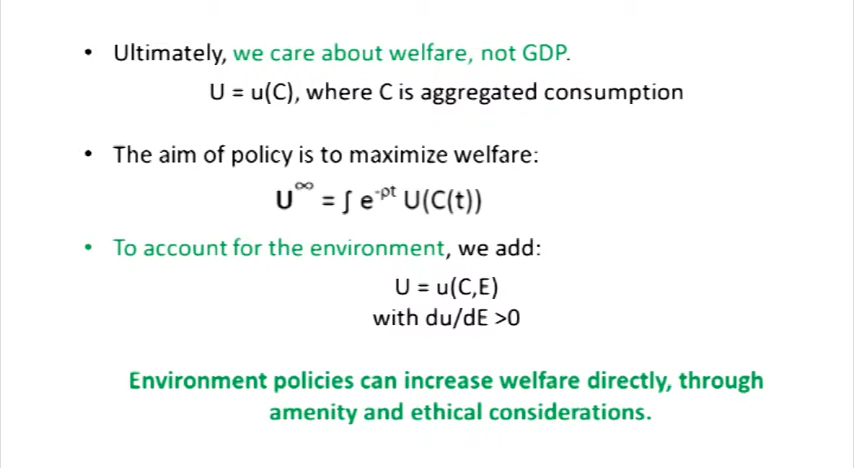 • Ultimately, we care about welfare, not GDP.
U = u(C), where C is aggregated consumption
• The aim of policy is to maximize welfare:
U^∞ = ∫ e^-ρt U(C(t))
• To account for the environment, we add:
U = u(C,E)
with du/dE >0
Environment policies can increase welfare directly, through
amenity and ethical considerations.